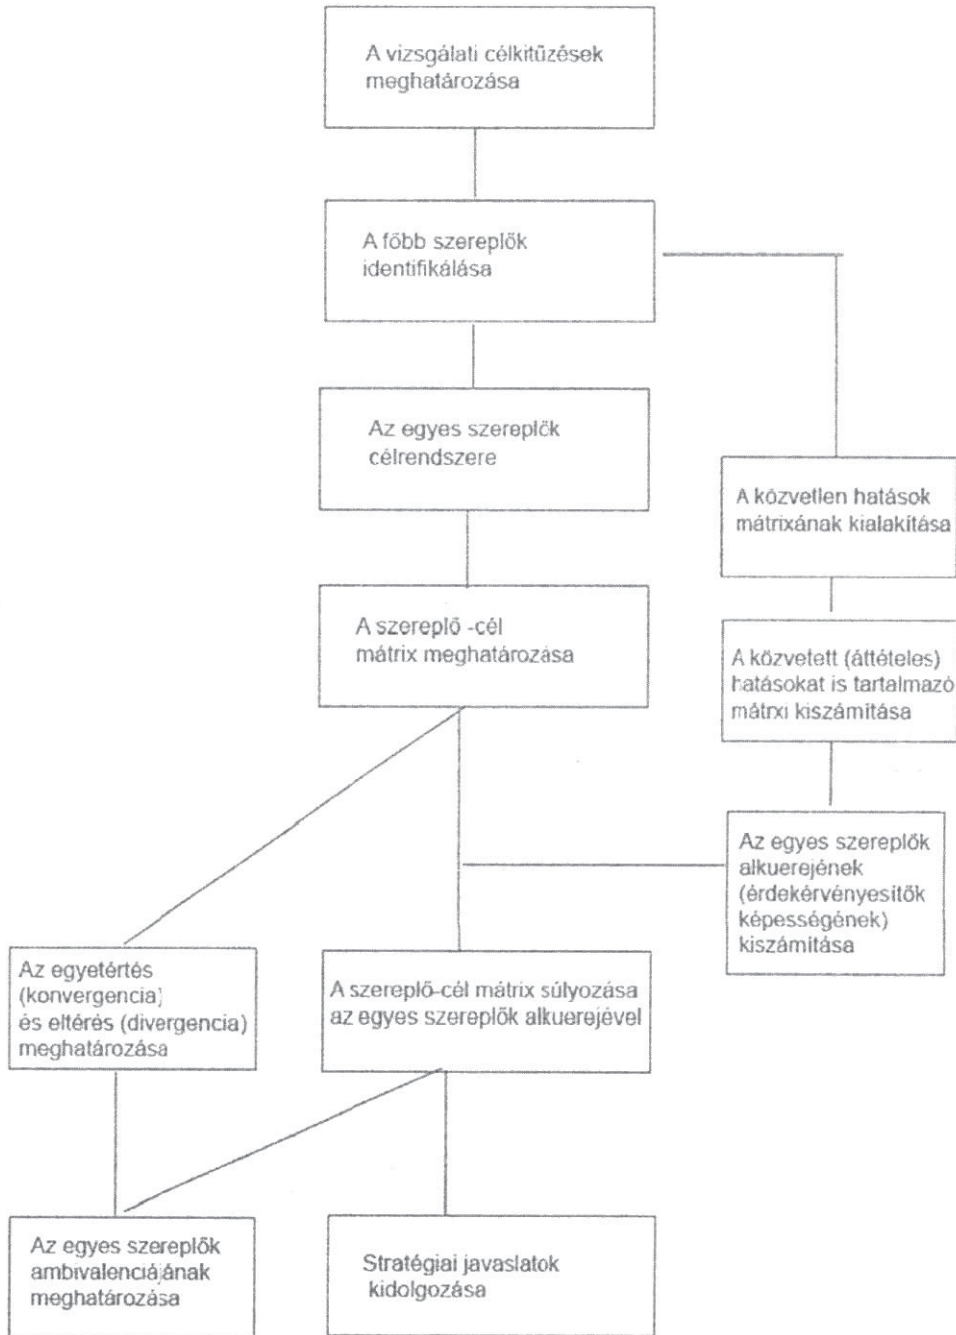 A vizsgálati célkitűzések
meghatározása
A főbb szereplők
identifikálása
Az egyes szereplők
célrendszere
A közvetlen hatások
mátrixának kialakítása
A szereplő -cél
mátrix meghatározása
A közvetett (áttételes)
hatásokat is tartalmazó
mátrxi kiszámítása
Az egyes szereplők
alkuerejének
(érdekérvényesítők
képességének)
kiszámítása
Az egyetértés
(konvergencia)
és eltérés (divergencia)
meghatározása
A szereplő-cél mátrix súlyozása
az egyes szereplők alkuerejével
Az egyes szereplők
ambivalenciájának
meghatározása
Stratégiai javaslatok
kidolgozása